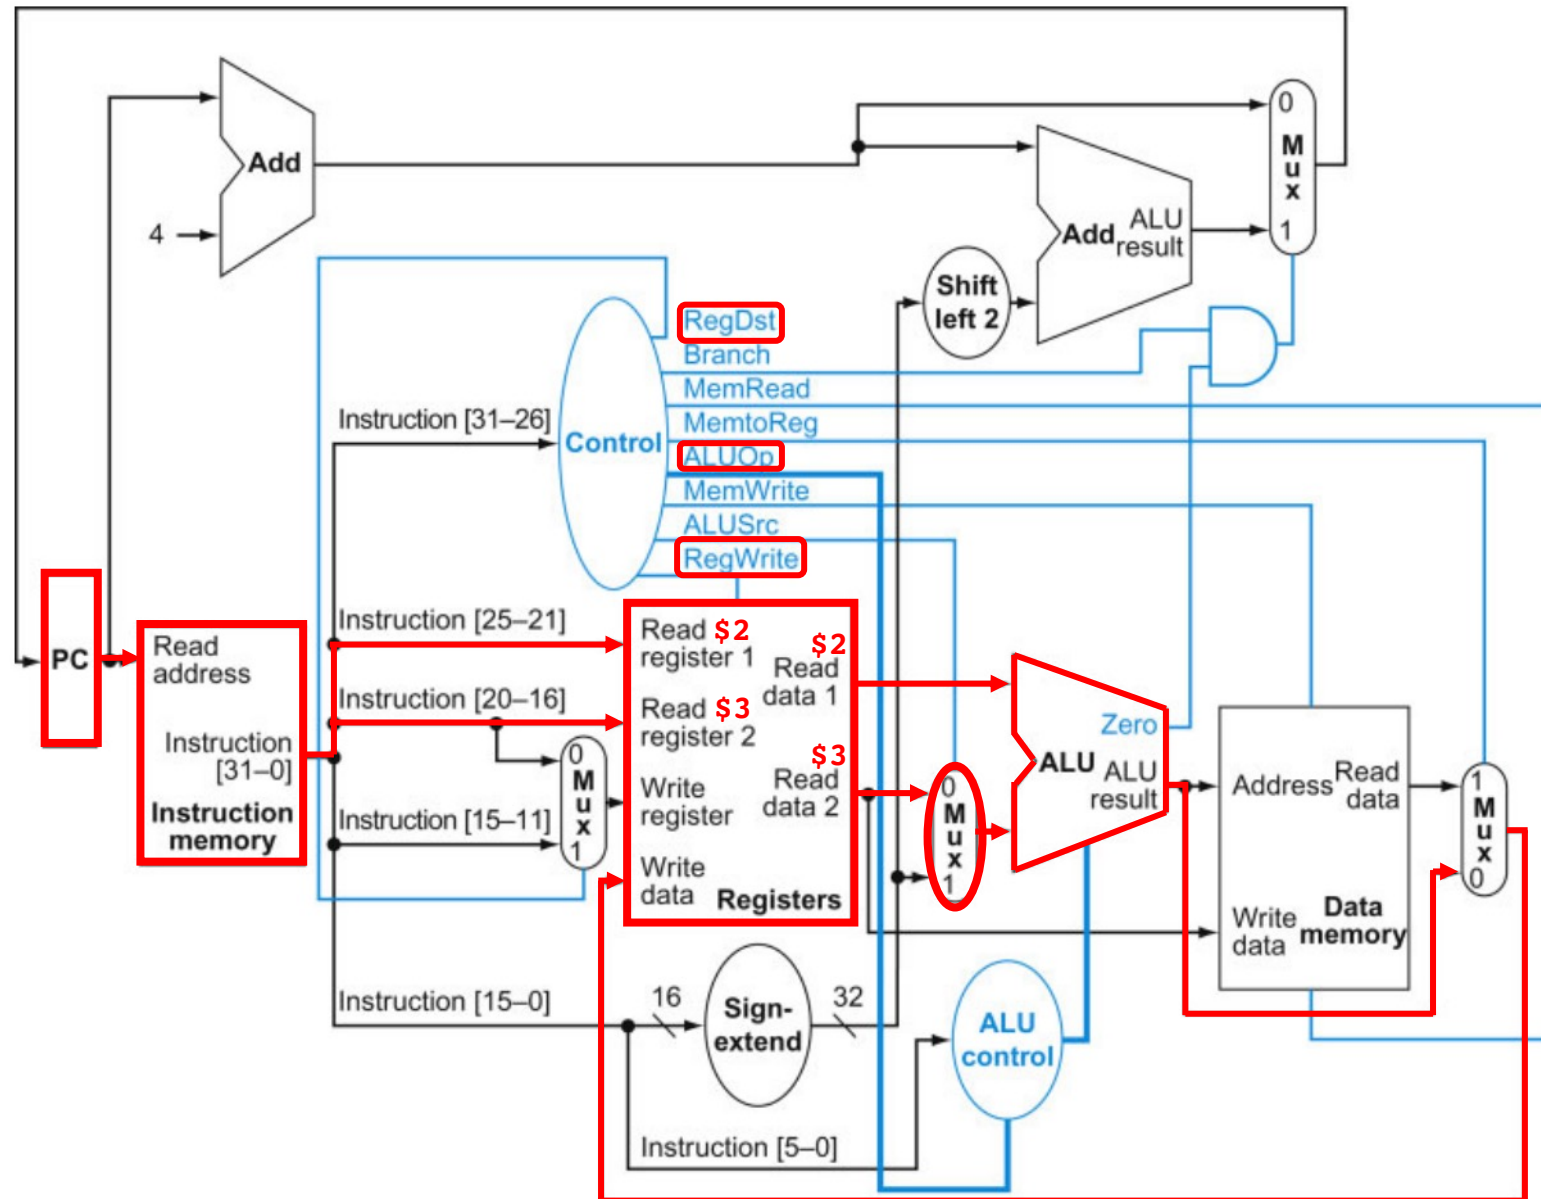 0
M
u
x
1
Add
4
Add
ALU
result
Shift
left 2
RegDst
Branch
MemRead
MemtoReg
ALUOp
MemWrite
ALUSrc
RegWrite
Control
Instruction [31–26]
Instruction [25–21]
Instruction [20–16]
Instruction [15–11]
Instruction [15–0]
Instruction [5–0]
PC
Read
address
Instruction
[31–0]
Instruction
memory
0
M
u
x
1
Read $2
register 1
Read $3
register 2
Write
register
Write
data
$2
Read
data 1
$3
Read
data 2
Registers
0
M
u
x
1
Zero
ALU
ALU
result
Address
Read
data
Write
data
Data
memory
1
M
u
x
0
16
Sign-
extend
32
ALU
control